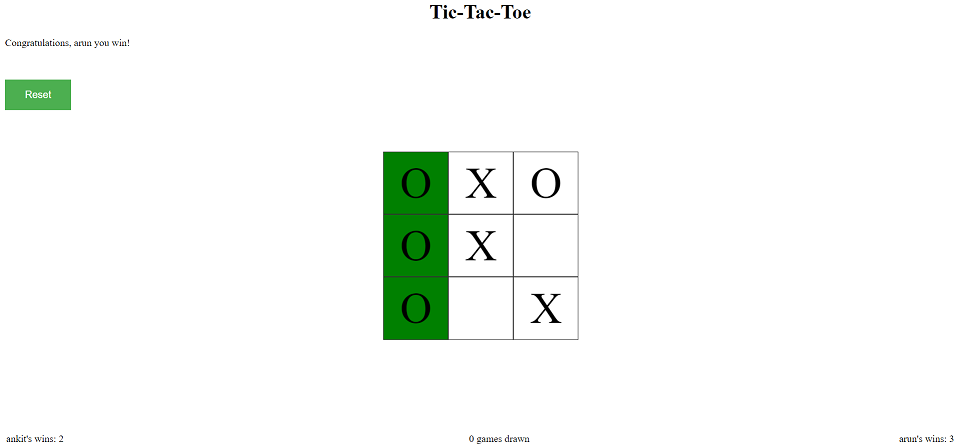 Tic-Tac-Toe
Congratulations, arun you win!
Reset
O X O
O X
O X
ankit's wins: 2 0 games drawn arun's wins: 3